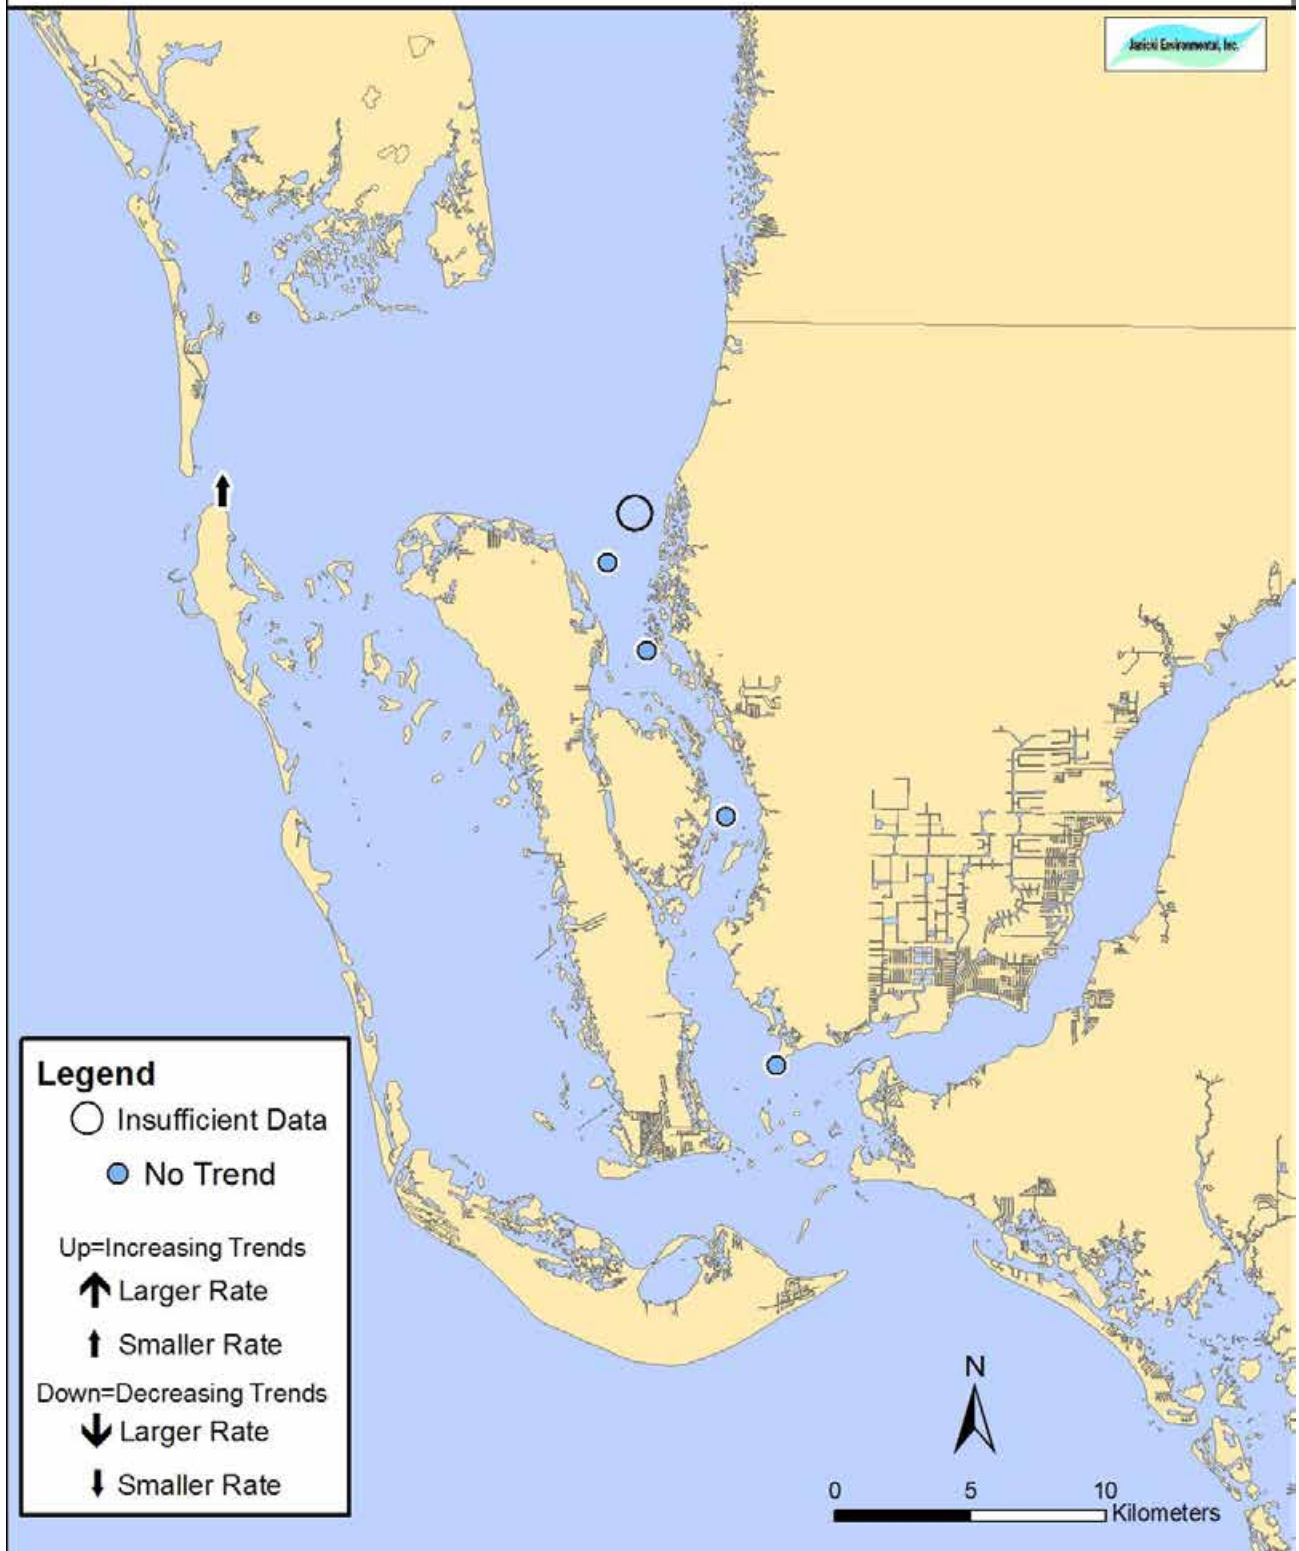 Janicki Environmental, Inc.
Legend
Insufficient Data
No Trend
Up=Increasing Trends
Larger Rate
Smaller Rate
Down=Decreasing Trends
Larger Rate
Smaller Rate
N
0 5 10
Kilometers